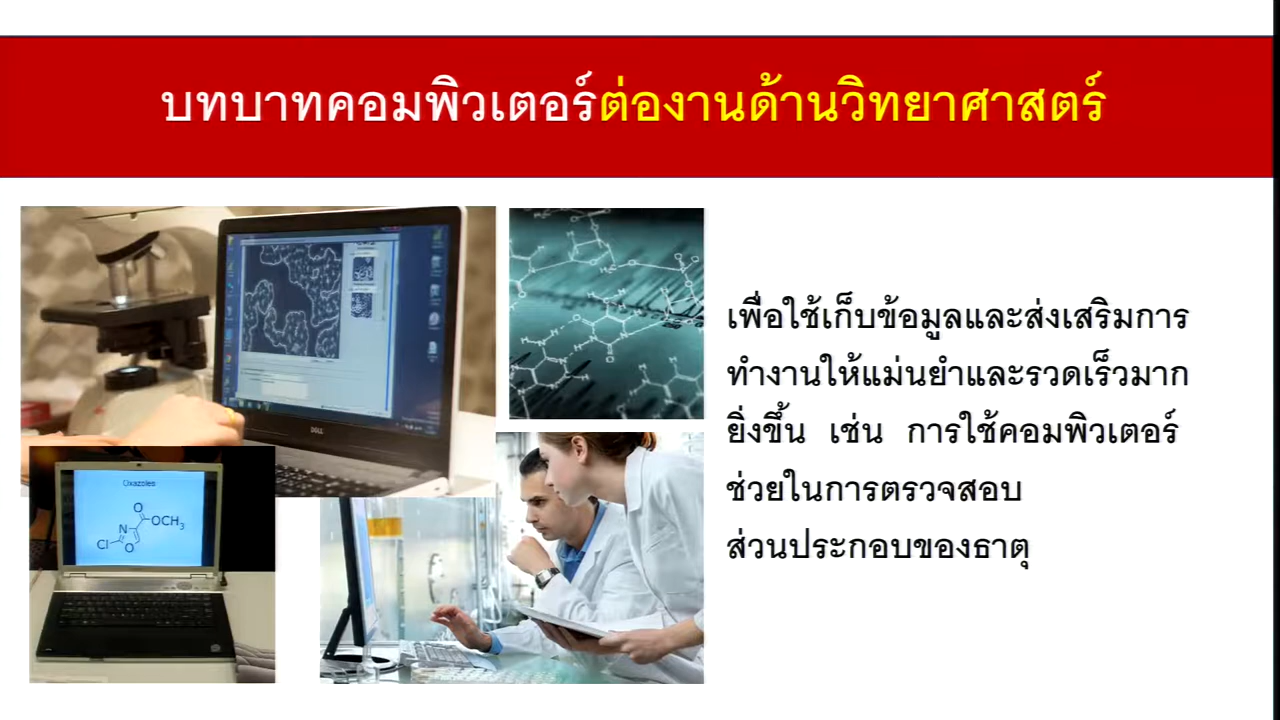 บทบาทคอมพิวเตอร์ต่องานด้านวิทยาศาสตร์
เพื่อใช้เก็บข้อมูลและส่งเสริมการ
ทำงานให้แม่นยำและรวดเร็วมาก
ยิ่งขึ้น เช่น การใช้คอมพิวเตอร์
ช่วยในการตรวจสอบ
ส่วนประกอบของธาตุ
DELL
Oxazoles
O
OCH3
N
Cl
O